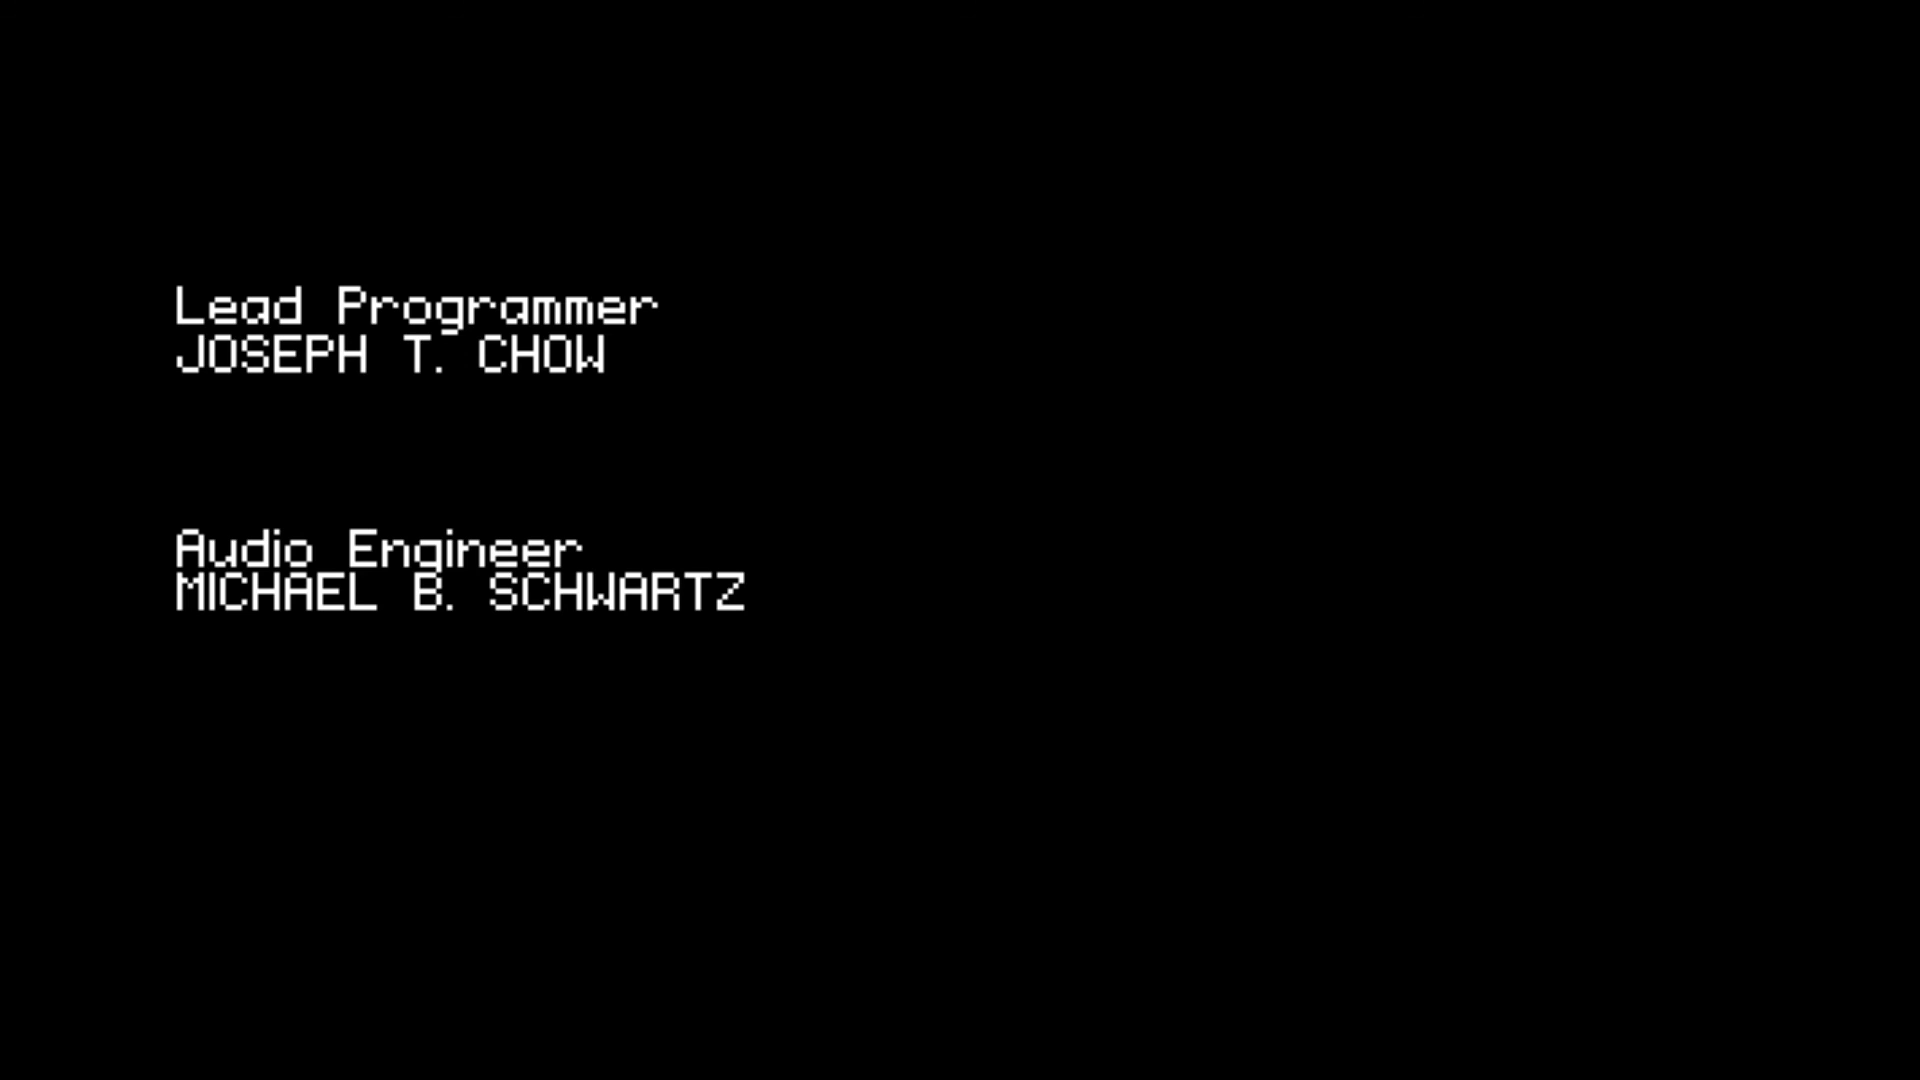 Lead Programmer
JOSEPH T. CHOW
Audio Engineer
MICHAEL B. SCHWARTZ